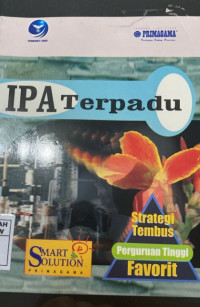 PRIMAGAMA
IPA Terpadu
Strategi
Tembus
Perguruan Tinggi
Favorit
SMART
SOLUTION
PRIMAGAMA